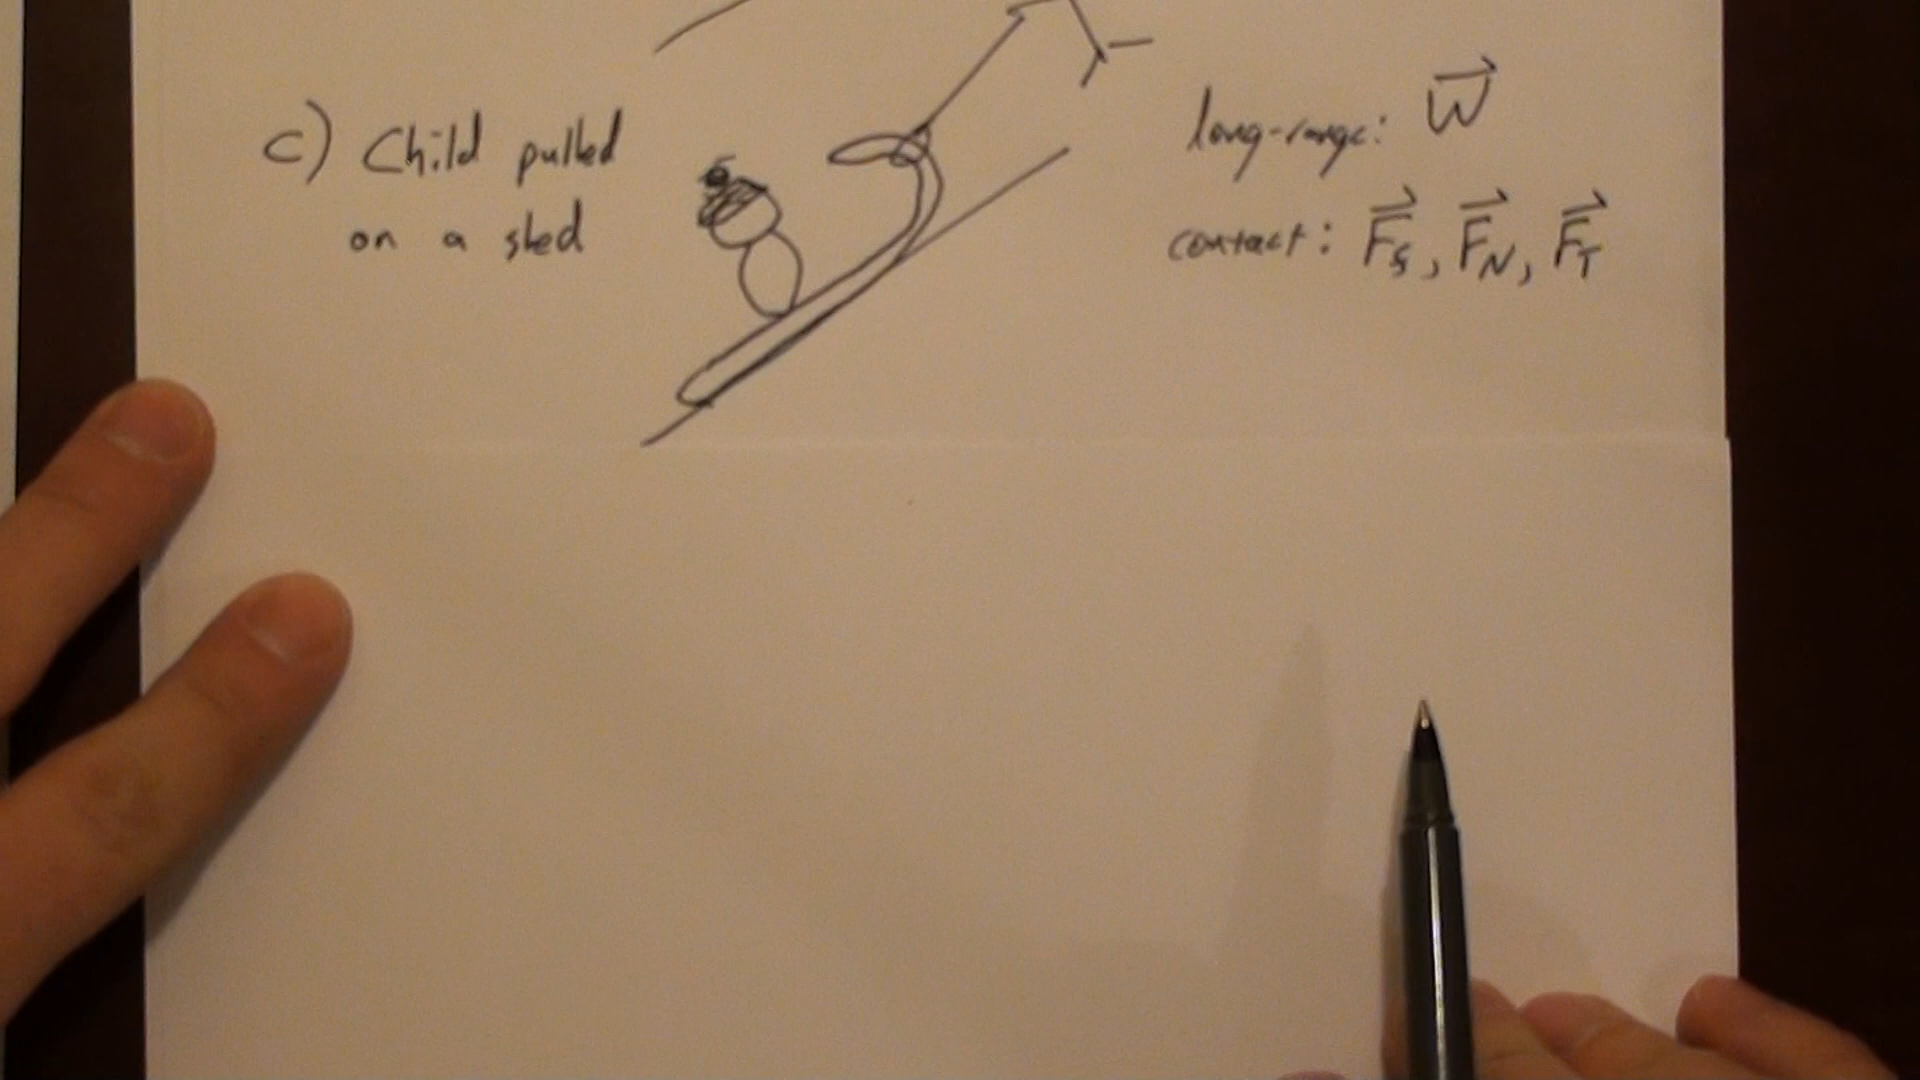 c) Child pulled
on a sled
long-range: W⃗
contact: F⃗s, F⃗N, F⃗T